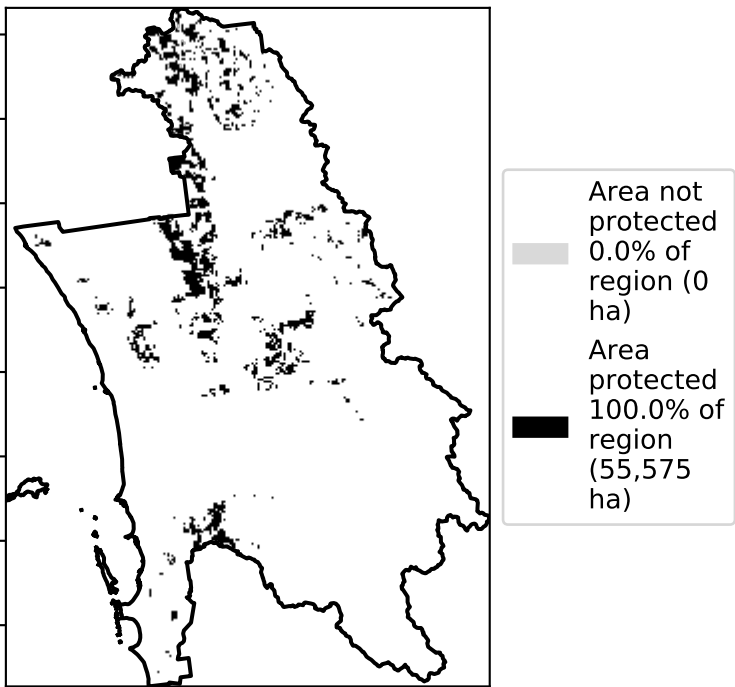 Area not
protected
0.0% of
region (0
ha)
Area
protected
100.0% of
region
(55,575
ha)